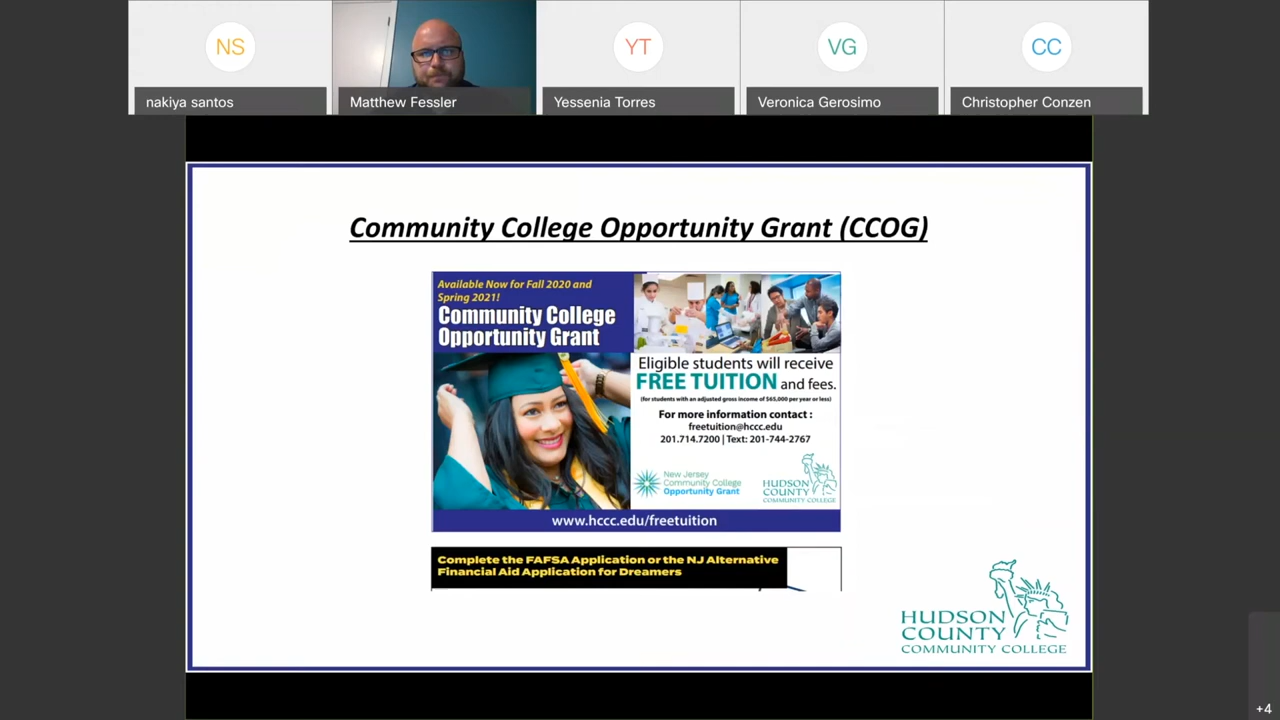 NS
YT
VG
CC
nakiya santos
Matthew Fessler
Yessenia Torres
Veronica Gerosimo
Christopher Conzen
Community College Opportunity Grant (CCOG)
Available Now for Fall 2020 and
Spring 2021!
Community College
Opportunity Grant
Eligible students will receive
FREE TUITION and fees.
(for students with an adjusted gross income of $65,000 per year or less)
For more information contact :
freetuition@hccc.edu
201.714.7200 | Text: 201-744-2767
New Jersey
Community College
Opportunity Grant
HUDSON
COUNTY
COMMUNITY COLLEGE
www.hccc.edu/freetuition
Complete the FAFSA Application or the NJ Alternative
Financial Aid Application for Dreamers
HUDSON
COUNTY
COMMUNITY COLLEGE
+4